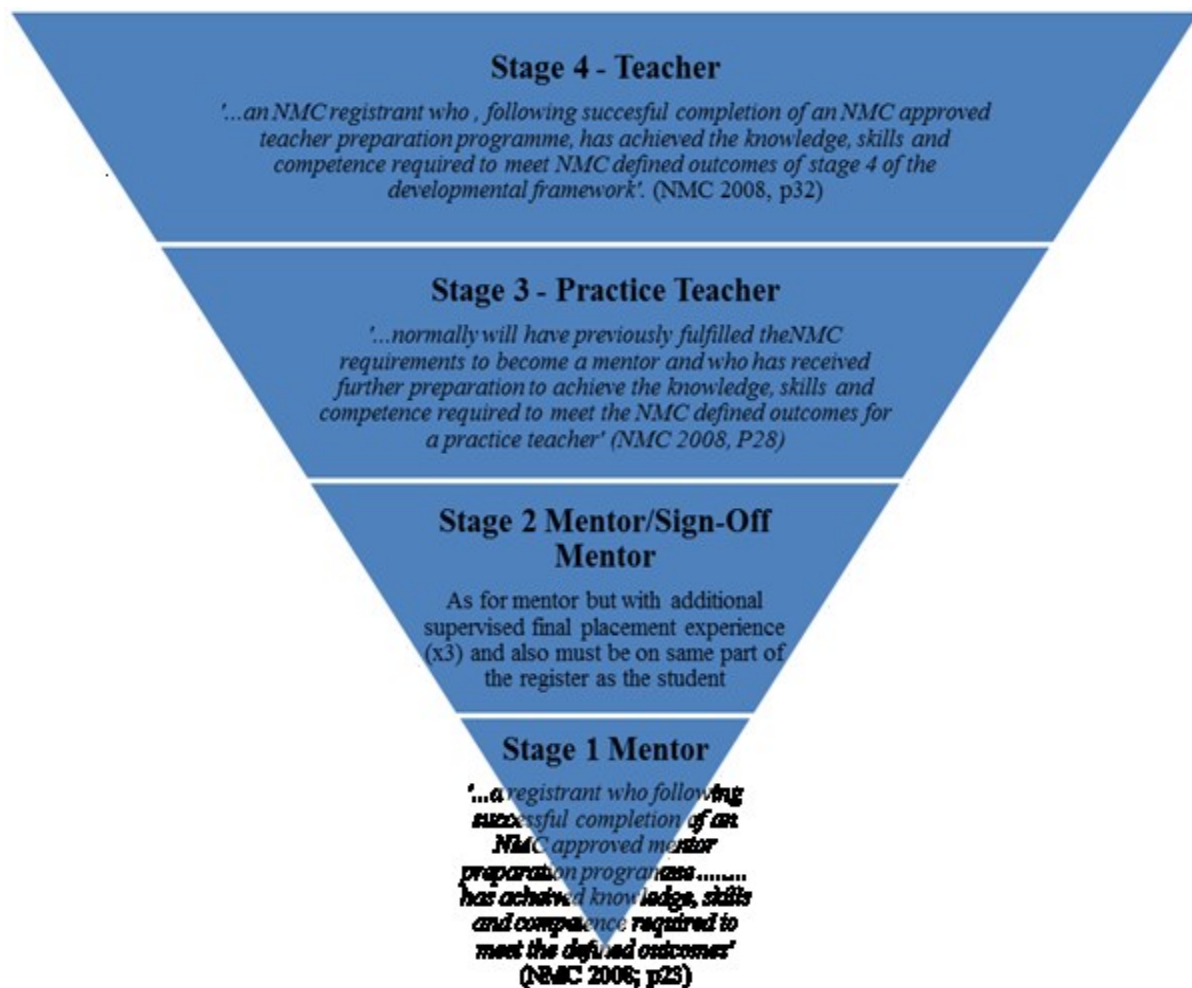 Stage 4 - Teacher
'...an NMC registrant who , following succesful completion of an NMC approved
teacher preparation programme, has achieved the knowledge, skills and
competence required to meet NMC defined outcomes of stage 4 of the
developmental framework'. (NMC 2008, p32)
Stage 3 - Practice Teacher
'...normally will have previously fulfilled theNMC
requirements to become a mentor and who has received
further preparation to achieve the knowledge, skills and
competence required to meet the NMC defined outcomes for
a practice teacher' (NMC 2008, P28)
Stage 2 Mentor/Sign-Off
Mentor
As for mentor but with additional
supervised final placement experience
(x3) and also must be on same part of
the register as the student
Stage 1 Mentor
'...a registrant who following
successful completion of an
NMC approved mentor
preparation programme ........
has acheived knowledge, skills
and competence required to
meet the defined outcomes'
(NMC 2008; p23)